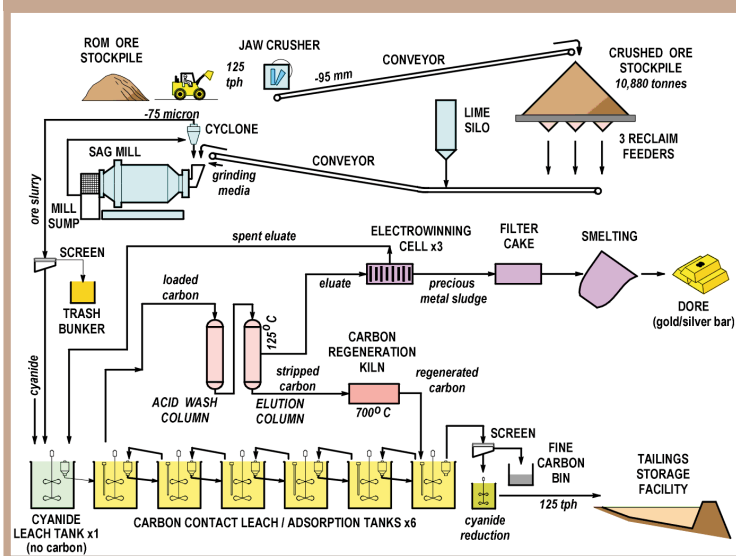 ROM ORE
STOCKPILE
125
tph
JAW CRUSHER
CONVEYOR
-95 mm
CRUSHED ORE
STOCKPILE
10,880 tonnes
-75 micron
CYCLONE
LIME
SILO
3 RECLAIM
FEEDERS
SAG MILL
CONVEYOR
grinding
media
ore slurry
MILL
SUMP
SCREEN
spent eluate
ELECTROWINNING
CELL x3
FILTER
CAKE
SMELTING
TRASH
BUNKER
loaded
carbon
eluate
precious
metal sludge
DORE
(gold/silver bar)
125º C
CARBON
REGENERATION
KILN
stripped
carbon
regenerated
carbon
cyanide
ACID WASH
COLUMN
ELUTION
COLUMN
700º C
SCREEN
FINE
CARBON
BIN
TAILINGS
STORAGE
FACILITY
125 tph
CYANIDE
LEACH TANK x1
(no carbon)
CARBON CONTACT LEACH / ADSORPTION TANKS x6
cyanide
reduction